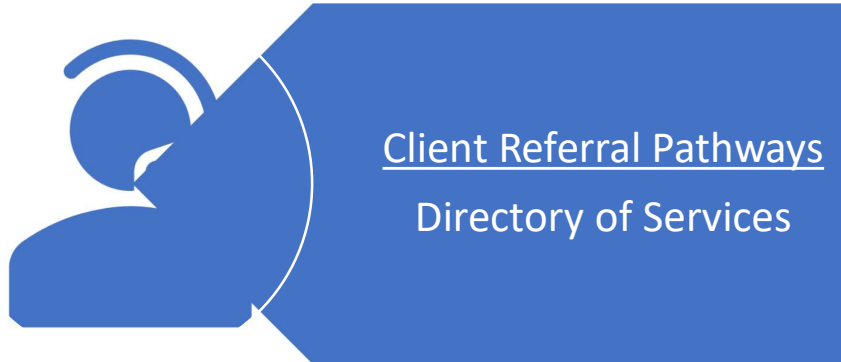 Client Referral Pathways
Directory of Services